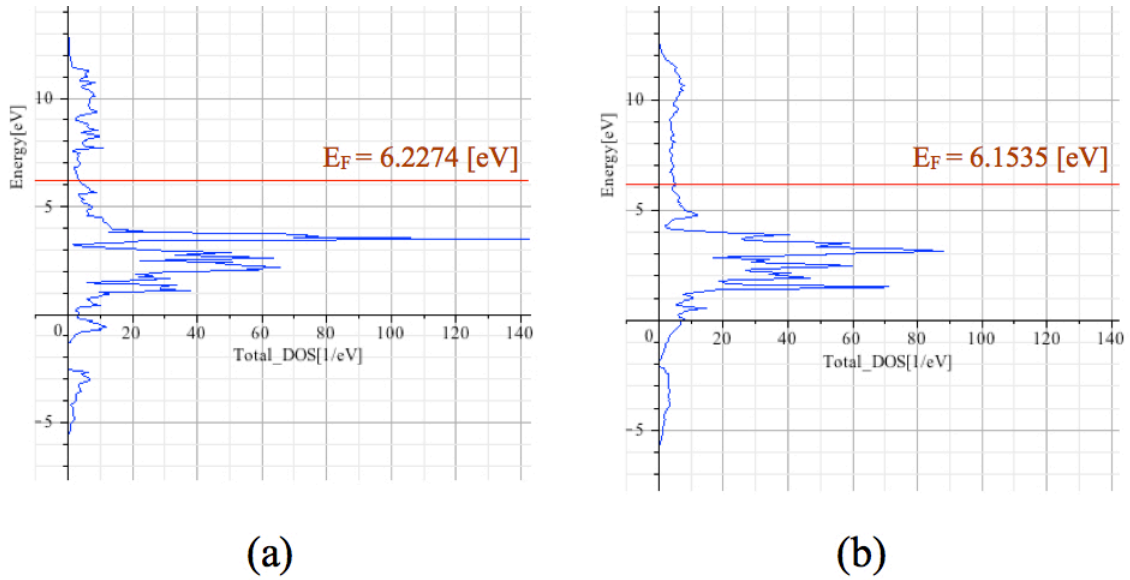 10
5
−5
Energy[eV]
E_F = 6.2274 [eV]
0 20 40 60 80 100 120 140
Total_DOS[1/eV]
(a)
10
5
−5
Energy[eV]
E_F = 6.1535 [eV]
0 20 40 60 80 100 120 140
Total_DOS[1/eV]
(b)